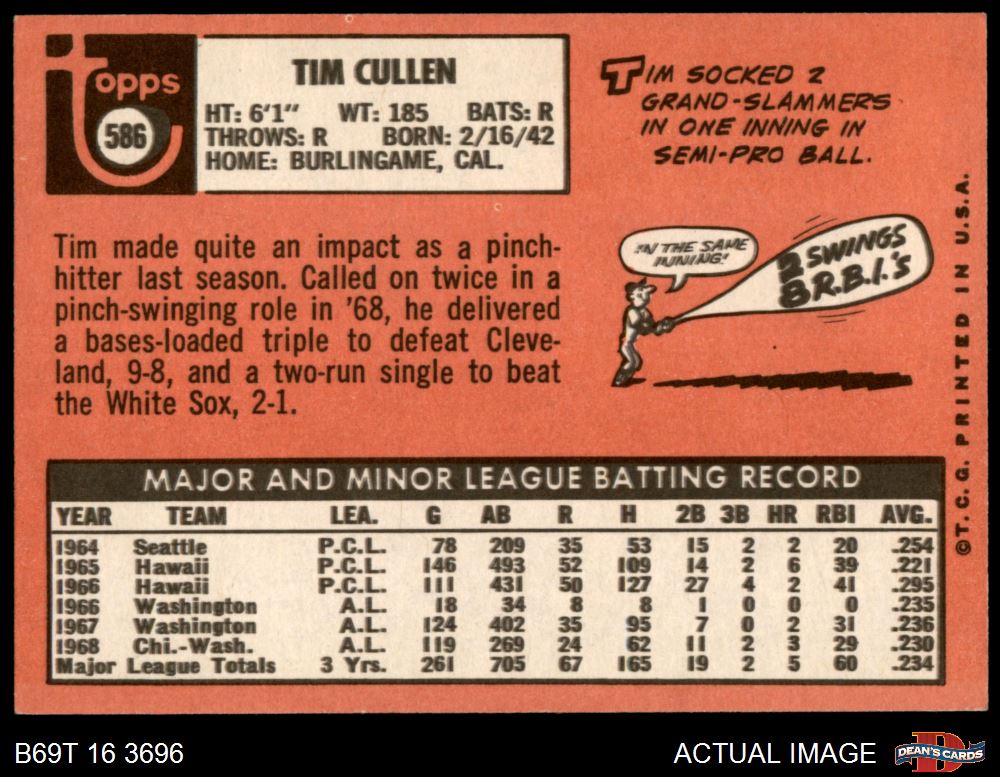 topps
586
TIM CULLEN
HT: 6'1" WT: 185 BATS: R
THROWS: R BORN: 2/16/42
HOME: BURLINGAME, CAL.
TIM SOCKED 2
GRAND-SLAMMERS
IN ONE INNING IN
SEMI-PRO BALL.
IN THE SAME
INNING!
2 SWINGS
8 R.B.I.'S
Tim made quite an impact as a pinch-
hitter last season. Called on twice in a
pinch-swinging role in '68, he delivered
a bases-loaded triple to defeat Cleve-
land, 9-8, and a two-run single to beat
the White Sox, 2-1.
©T. C. G. PRINTED IN U.S.A.
MAJOR AND MINOR LEAGUE BATTING RECORD
YEAR TEAM LEA. G AB R H 2B 3B HR RBI AVG.
1964 Seattle P.C.L. 78 209 35 53 15 2 2 20 .254
1965 Hawaii P.C.L. 146 493 52 109 14 2 6 39 .221
1966 Hawaii P.C.L. 111 431 50 127 27 4 2 41 .295
1966 Washington A.L. 18 34 8 8 1 0 0 0 .235
1967 Washington A.L. 124 402 35 95 7 0 2 31 .236
1968 Chi.-Wash. A.L. 119 269 24 62 11 2 3 29 .230
Major League Totals 3 Yrs. 261 705 67 165 19 2 5 60 .234
B69T 16 3696
ACTUAL IMAGE
DEAN'S CARDS